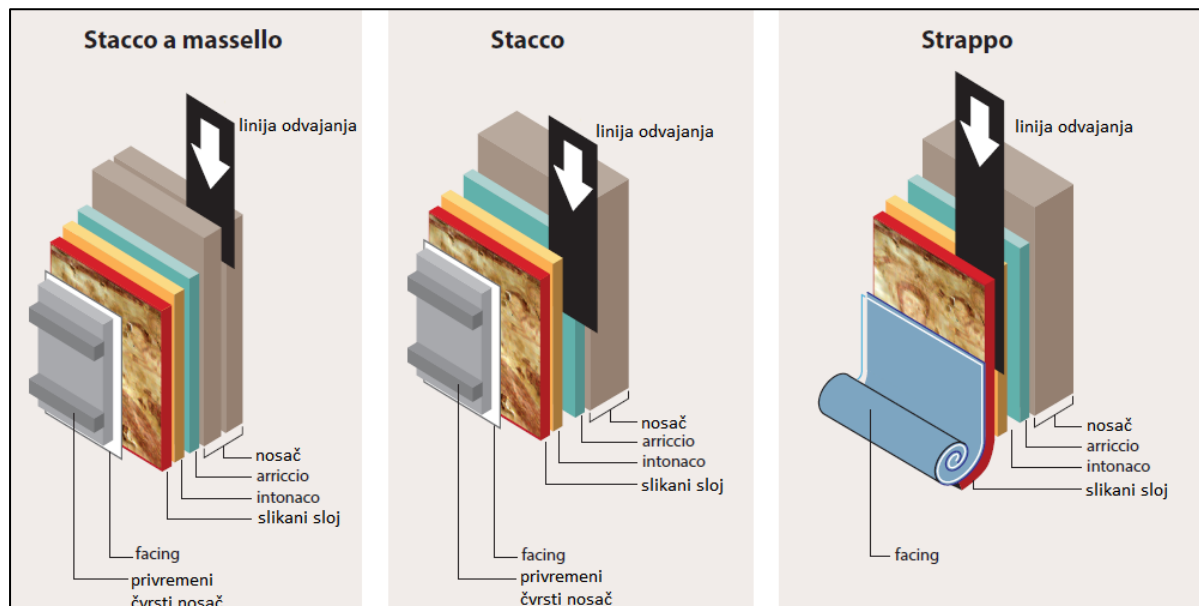 Stacco a massello
linija odvajanja
nosač
arriccio
intonaco
slikani sloj
facing
privremeni
čvrsti nosač
Stacco
linija odvajanja
nosač
arriccio
intonaco
slikani sloj
facing
privremeni
čvrsti nosač
Strappo
linija odvajanja
nosač
arriccio
intonaco
slikani sloj
facing